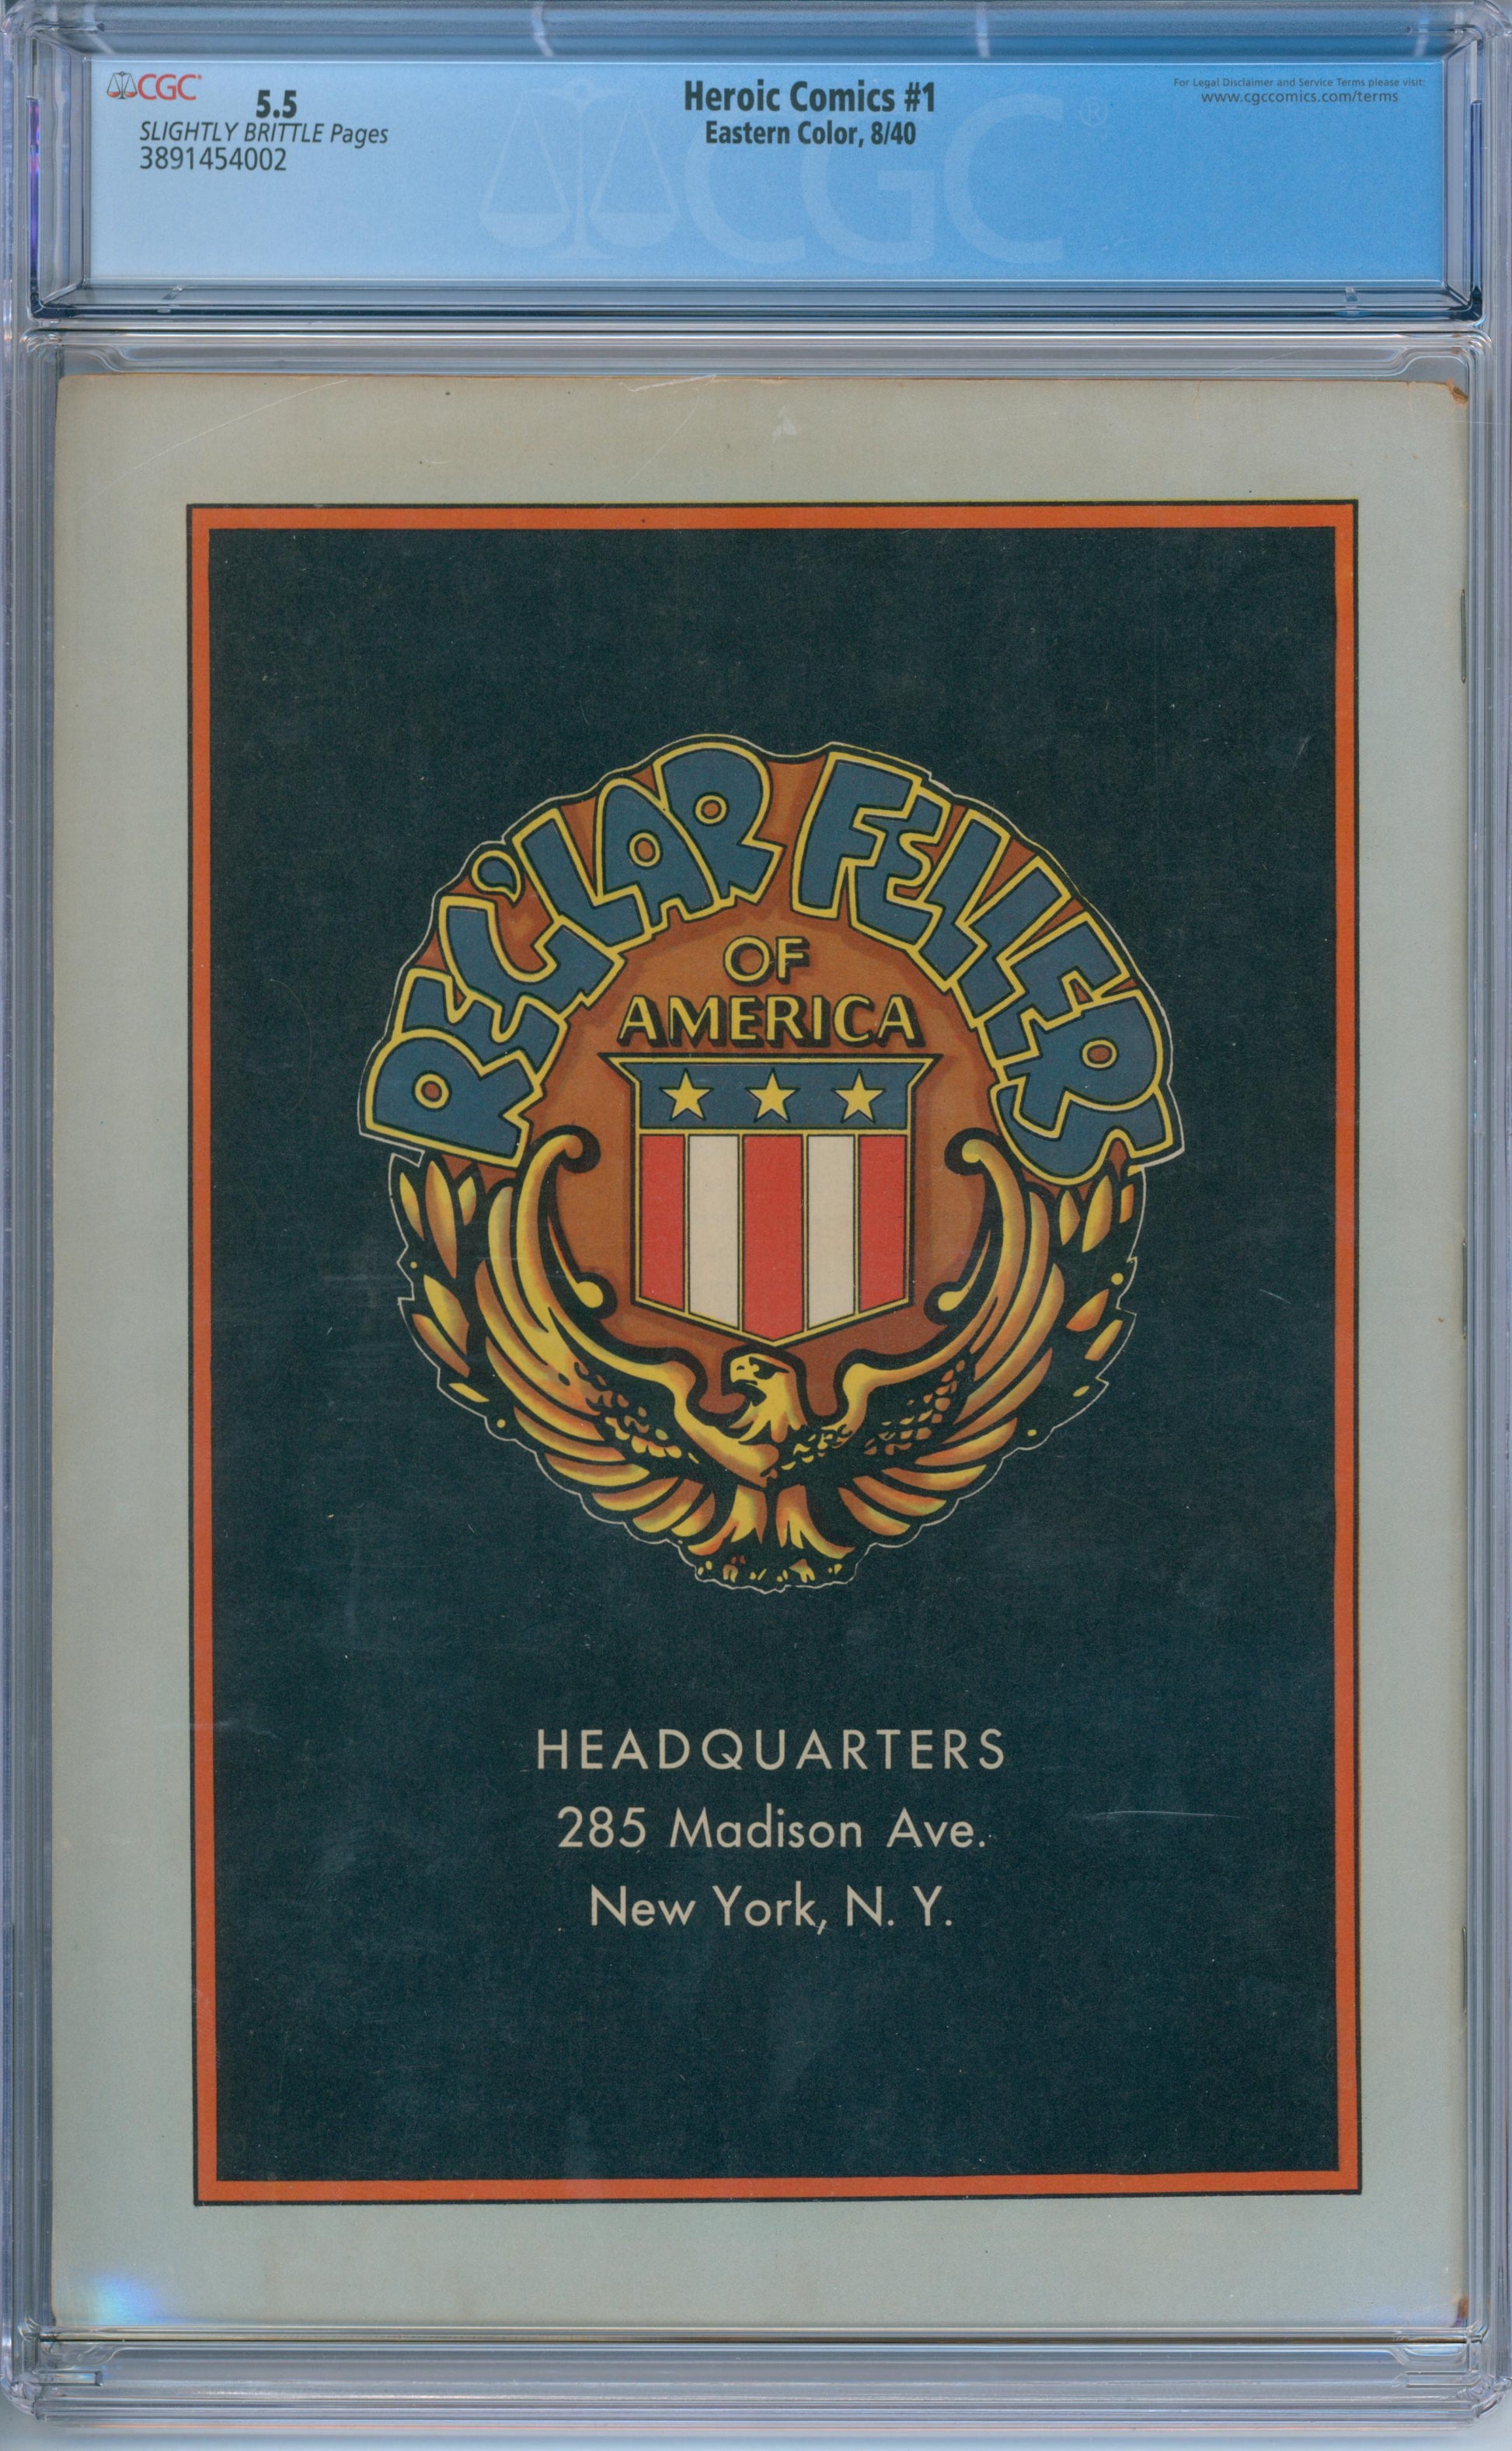 CGC
5.5
SLIGHTLY BRITTLE Pages
3891454002
Heroic Comics #1
Eastern Color, 8/40
For Legal Disclaimer and Service Terms please visit:
www.cgccomics.com/terms
CGC®
REG'LAR FELLERS
OF
AMERICA
HEADQUARTERS
285 Madison Ave.
New York, N. Y.